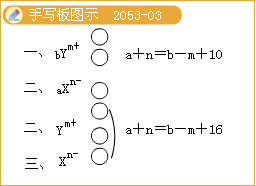 手写板图示 2053-03
一、 bYm+ a+n=b-m+10
二、 aXn-
二、 Ym+ a+n=b-m+16
三、 Xn-